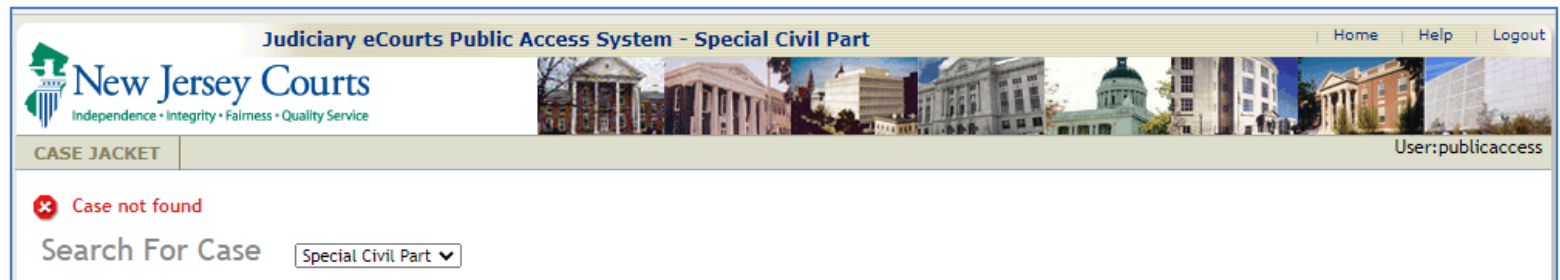 Judiciary eCourts Public Access System - Special Civil Part
| Home | Help | Logout
New Jersey Courts
Independence • Integrity • Fairness • Quality Service
CASE JACKET
User:publicaccess
Case not found
Search For Case
Special Civil Part